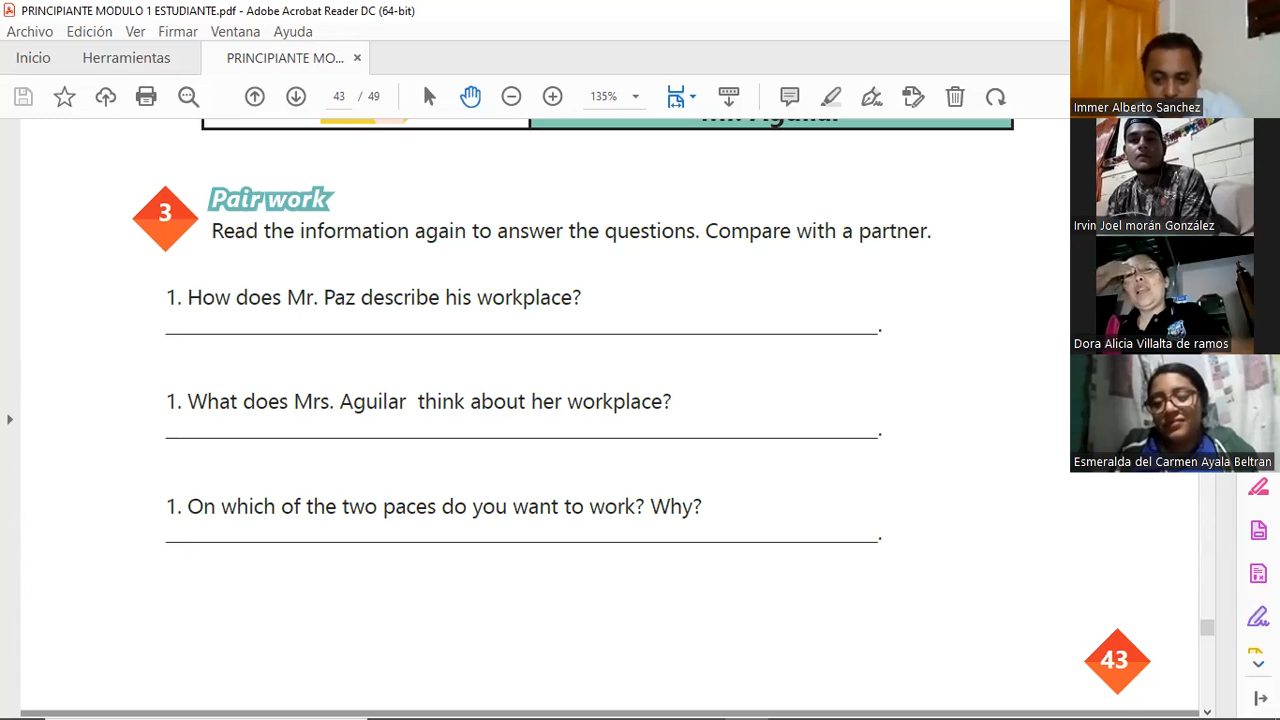 PRINCIPIANTE MODULO 1 ESTUDIANTE.pdf - Adobe Acrobat Reader DC (64-bit)
Archivo Edición Ver Firmar Ventana Ayuda
Inicio Herramientas PRINCIPIANTE MO... ×
43 / 49 135%
3 Pair work
Read the information again to answer the questions. Compare with a partner.
1. How does Mr. Paz describe his workplace?
.
1. What does Mrs. Aguilar think about her workplace?
.
1. On which of the two paces do you want to work? Why?
.
43
Immer Alberto Sanchez
Irvin Joel morán González
Dora Alicia Villalta de ramos
Esmeralda del Carmen Ayala Beltran